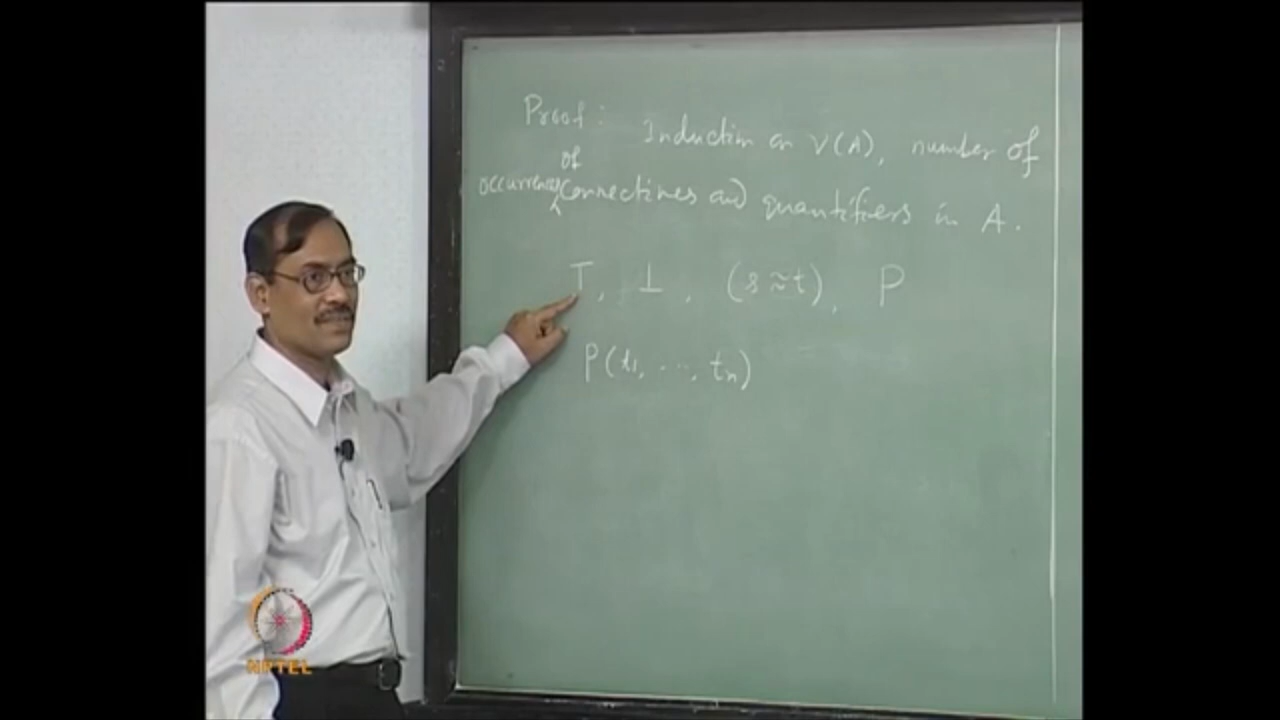 Proof: Induction on ν(A), number of
of
occurrences connectives and quantifiers in A.
⊤, ⊥, (s ≈ t), P
P(t₁, ..., tₙ)
NPTEL